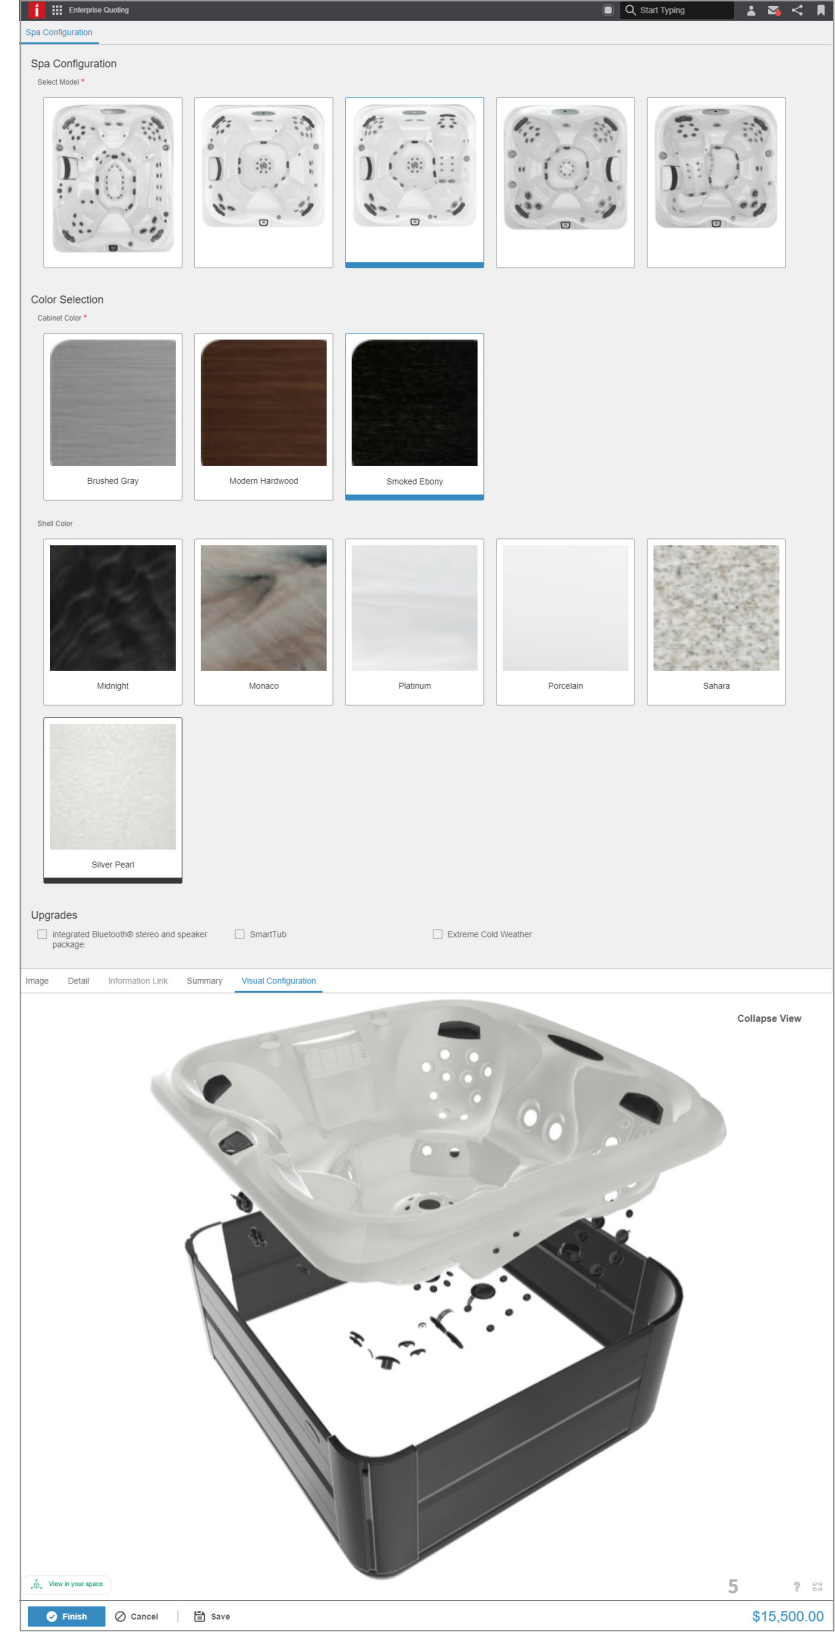 i Enterprise Quoting Start Typing
Spa Configuration
Spa Configuration
Select Model *
Color Selection
Cabinet Color *
Brushed Gray Modern Hardwood Smoked Ebony
Shell Color
Midnight Monaco Platinum Porcelain Sahara
Silver Pearl
Upgrades
integrated Bluetooth® stereo and speaker SmartTub Extreme Cold Weather
package.
Image Detail Information Link Summary Visual Configuration
Collapse View
View in your space 5 ?
Finish Cancel Save $15,500.00